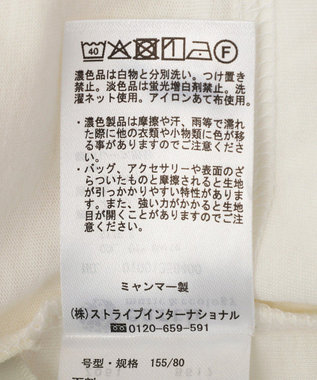 40 F
濃色品は白物と分別洗い。つけ置き
禁止。淡色は蛍光増白剤禁止。洗
濯ネット使用。アイロンあて布使用。
・濃色製品は摩擦や汗、雨等で濡れ
た際に他の衣類や小物類に色が移
る事がありますのでご注意くださ
い。
・バッグ、アクセサリーや表面のざ
らついたものと摩擦されると生地
が引っかかりやすい特性がありま
す。また、強い力がかかると生地
目が開くことがありますのでご注
意ください。
ミャンマー製
(株)ストライプインターナショナル
0120-659-591
号型・规格 155/80